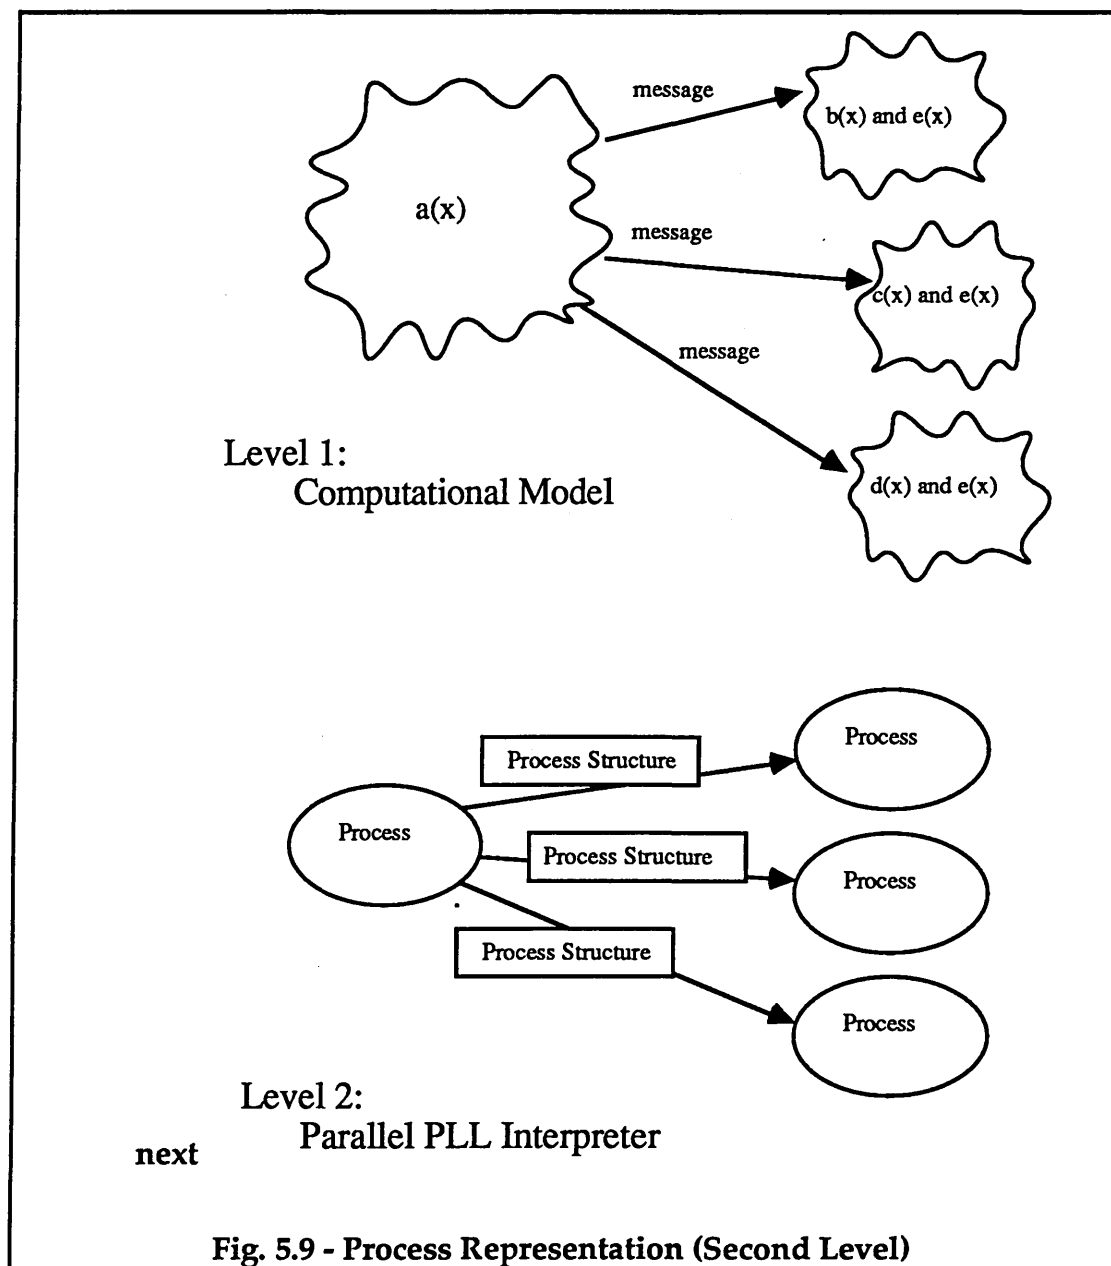 message
b(x) and e(x)
a(x)
message
c(x) and e(x)
message
Level 1:
Computational Model
d(x) and e(x)
Process
Process Structure
Process
Process Structure
Process
Process Structure
Process
Level 2:
Parallel PLL Interpreter
next
Fig. 5.9 - Process Representation (Second Level)